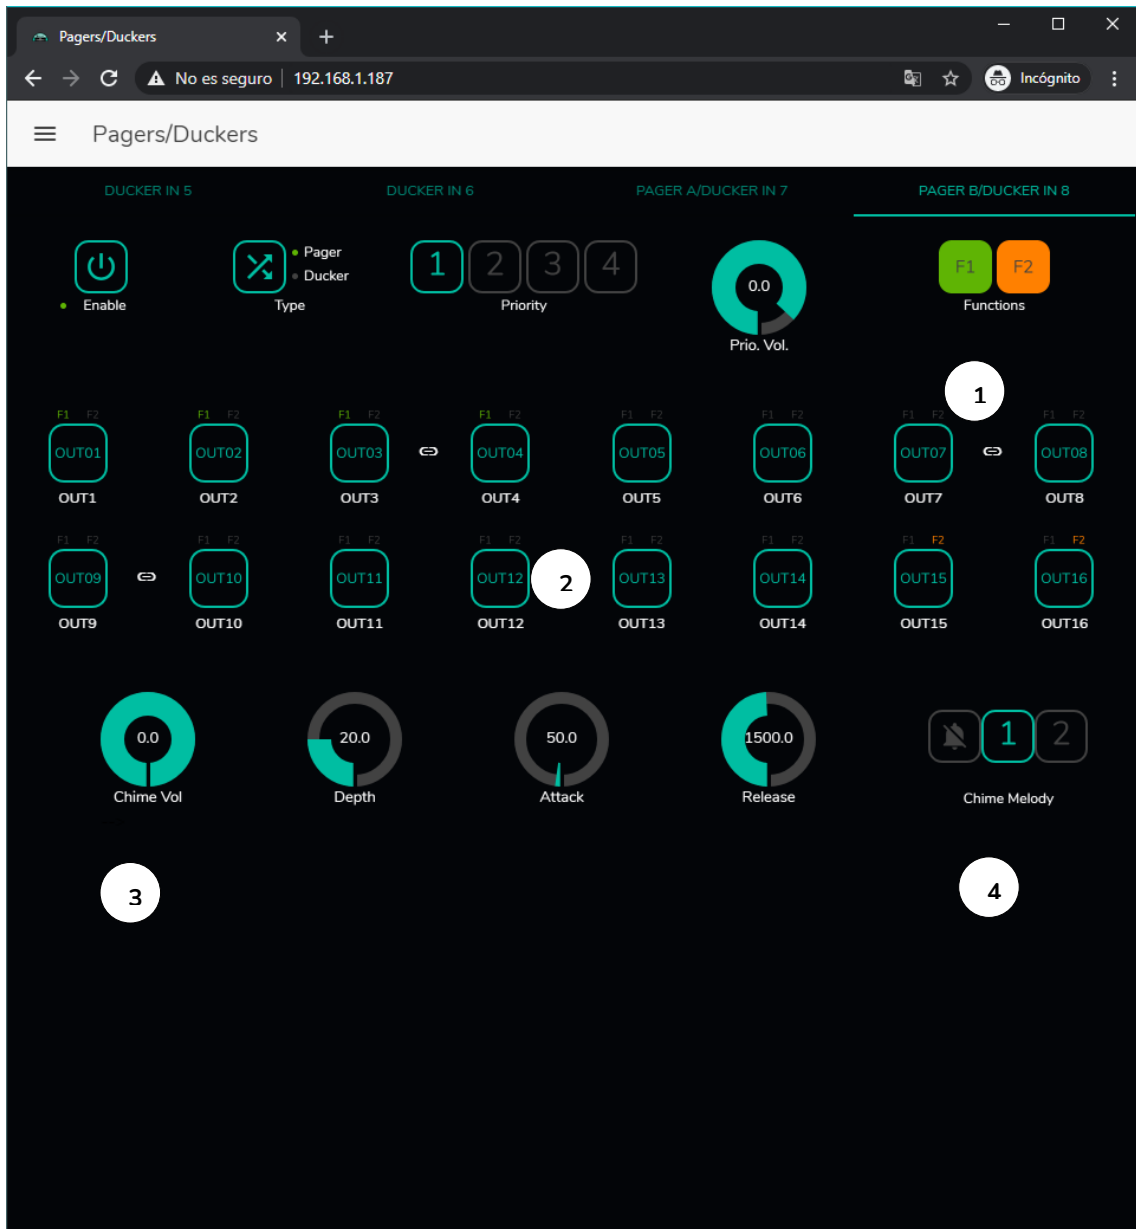 Pagers/Duckers
No es seguro 192.168.1.187 Incógnito
Pagers/Duckers
DUCKER IN 5 DUCKER IN 6 PAGER A/DUCKER IN 7 PAGER B/DUCKER IN 8
Enable
Pager
Ducker
Type
1 2 3 4
Priority
0.0
Prio. Vol.
F1 F2
Functions
1
F1 F2 F1 F2 F1 F2 F1 F2 F1 F2 F1 F2 F1 F2 F1 F2
OUT01 OUT02 OUT03 OUT04 OUT05 OUT06 OUT07 OUT08
OUT1 OUT2 OUT3 OUT4 OUT5 OUT6 OUT7 OUT8
F1 F2 F1 F2 F1 F2 F1 F2 F1 F2 F1 F2 F1 F2 F1 F2
OUT09 OUT10 OUT11 OUT12 2 OUT13 OUT14 OUT15 OUT16
OUT9 OUT10 OUT11 OUT12 OUT13 OUT14 OUT15 OUT16
0.0 20.0 50.0 1500.0 1 2
Chime Vol Depth Attack Release Chime Melody
3 4